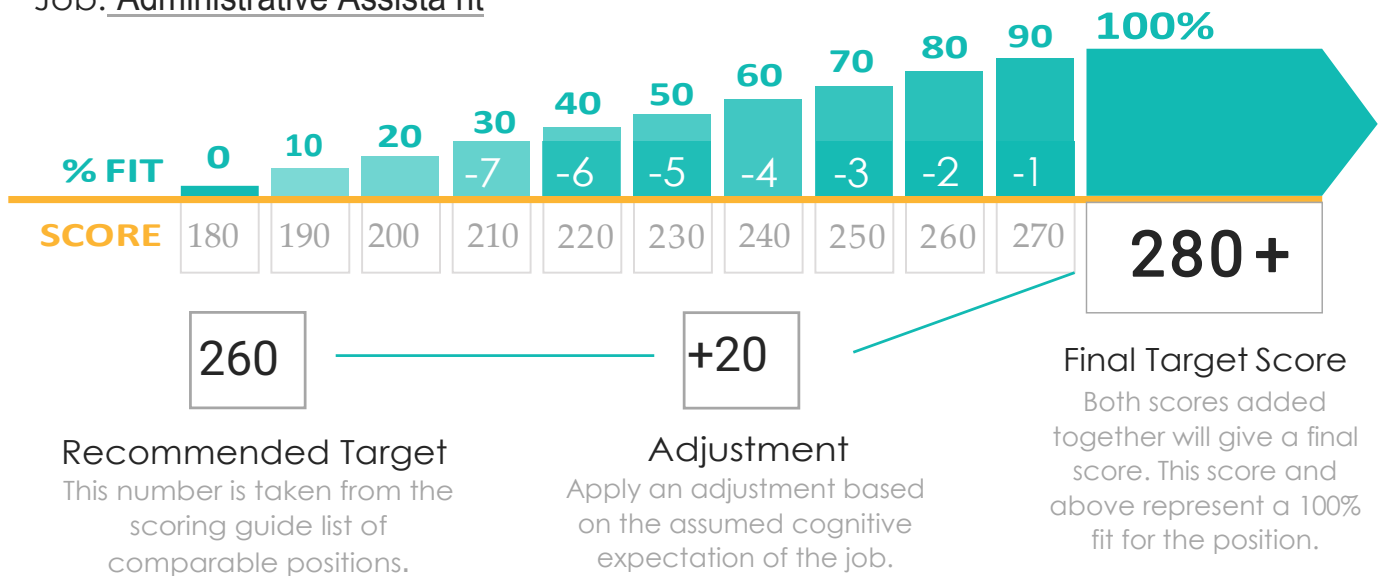 Job: Administrative Assista nt
100%
90
80
70
60
50
40
30
20
10
0
% FIT
-7
-6
-5
-4
-3
-2
-1
SCORE
180
190
200
210
220
230
240
250
260
270
280 +
260
+20
Recommended Target
This number is taken from the
scoring guide list of
comparable positions.
Adjustment
Apply an adjustment based
on the assumed cognitive
expectation of the job.
Final Target Score
Both scores added
together will give a final
score. This score and
above represent a 100%
fit for the position.